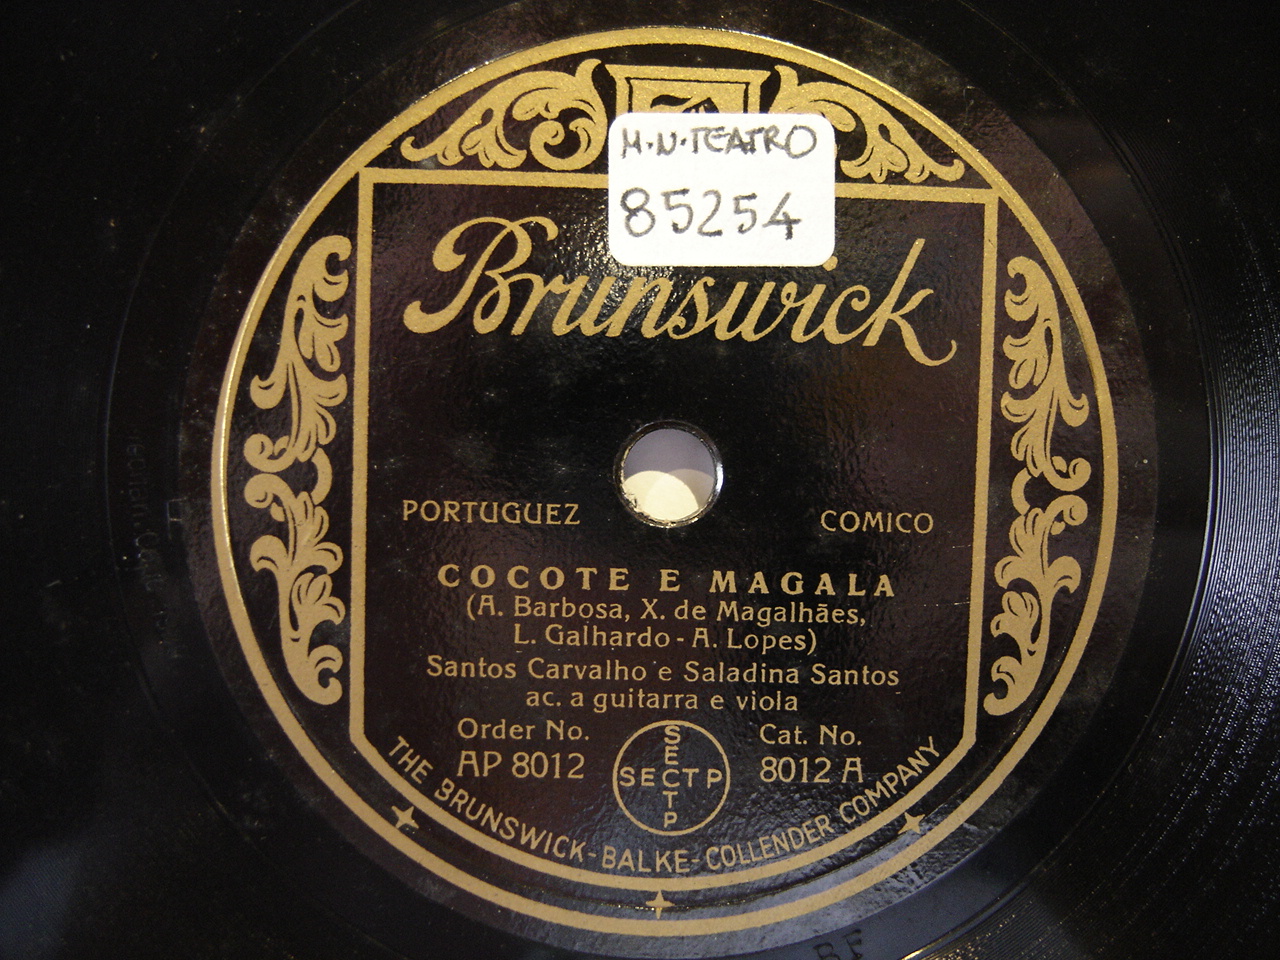 M.N.TEATRO
85254
Brunswick
PORTUGUEZ COMICO
COCOTE E MAGALA
(A. Barbosa, X. de Magalhães,
L. Galhardo - A. Lopes)
Santos Carvalho e Saladina Santos
ac. a guitarra e viola
Order No. Cat. No.
AP 8012 8012 A
SECTP
SECTP
THE BRUNSWICK-BALKE-COLLENDER COMPANY
BF